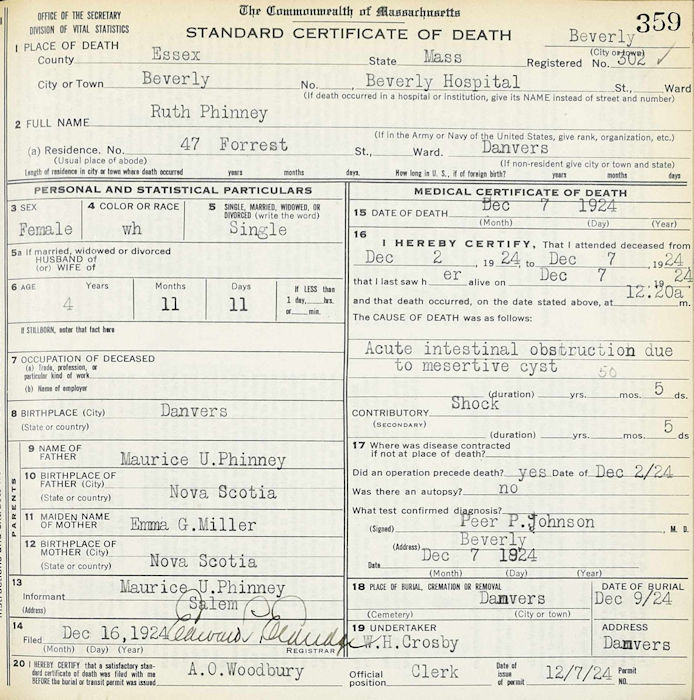 The Commonwealth of Massachusetts
359
OFFICE OF THE SECRETARY
DIVISION OF VITAL STATISTICS
STANDARD CERTIFICATE OF DEATH
Beverly
(City or town)
1 PLACE OF DEATH
County Essex State Mass Registered No. 302 ✓
City or Town Beverly No. , Beverly Hospital St., Ward
(If death occurred in a hospital or institution, give its NAME instead of street and number)
2 FULL NAME Ruth Phinney
(If in the Army or Navy of the United States, give rank, organization, etc.)
(a) Residence. No. 47 Forrest St., Ward. Danvers
(Usual place of abode) (If non-resident give city or town and state)
Length of residence in city or town where death occurred years months days. How long in U. S., if of foreign birth? years months days
PERSONAL AND STATISTICAL PARTICULARS
3 SEX 4 COLOR OR RACE 5 SINGLE, MARRIED, WIDOWED, OR
DIVORCED (write the word)
Female wh Single
5a If married, widowed or divorced
HUSBAND of
(or) WIFE of
6 AGE Years Months Days If LESS than
1 day, hrs.
or min.
4 11 11
If STILLBORN, enter that fact here
7 OCCUPATION OF DECEASED
(a) Trade, profession, or
particular kind of work
(b) Name of employer
8 BIRTHPLACE (City) Danvers
(State or country)
PARENTS
9 NAME OF
FATHER Maurice U.Phinney
10 BIRTHPLACE OF
FATHER (City) Nova Scotia
(State or country)
11 MAIDEN NAME
OF MOTHER Emma G.Miller
12 BIRTHPLACE OF
MOTHER (City)
(State or country) Nova Scotia
13
Informant Maurice U.Phinney
(Address) Salem
14
Filed Dec 16,1924
(Month) (Day) (Year) REGISTRAR
MEDICAL CERTIFICATE OF DEATH
15 DATE OF DEATH Dec 7 1924
(Month) (Day) (Year)
16
I HEREBY CERTIFY, That I attended deceased from
Dec 2 , 19 24 to Dec 7 , 19 24
that I last saw h er alive on Dec 7 , 19 24
and that death occurred, on the date stated above, at 12:20a m.
The CAUSE OF DEATH was as follows:
Acute intestinal obstruction due
to mesertive cyst
(duration) yrs. mos. 5 ds.
CONTRIBUTORY Shock
(SECONDARY)
(duration) yrs. mos. 5 ds.
17 Where was disease contracted
if not at place of death?
Did an operation precede death? yes Date of Dec 2/24
Was there an autopsy? no
What test confirmed diagnosis?
(Signed) Peer P.Johnson , M. D.
(Address) Beverly
Date Dec 7 1924
(Month) (Day) (Year)
18 PLACE OF BURIAL, CREMATION OR REMOVAL DATE OF BURIAL
Danvers Dec 9/24
(Cemetery) (City or town)
19 UNDERTAKER ADDRESS
W.H.Crosby Danvers
20 I HEREBY CERTIFY that a satisfactory stan-
dard certificate of death was filed with me
BEFORE the burial or transit permit was issued A.O.Woodbury
Official
position Clerk
Date of
issue of
permit 12/7/24 Permit
NO.